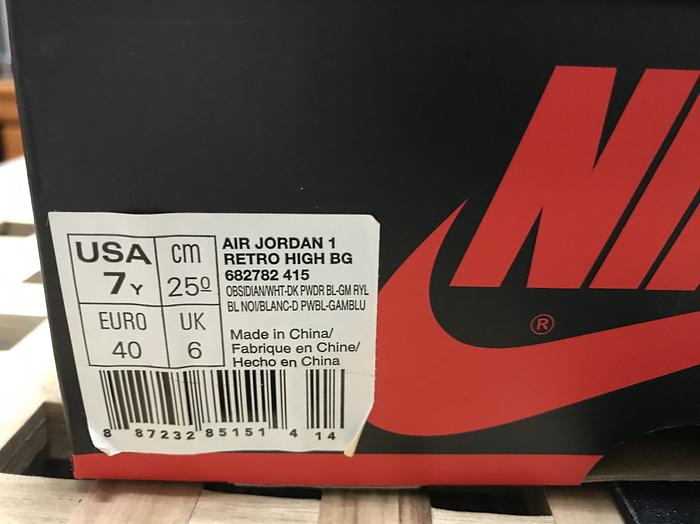 NI
®
USA
7Y
cm
25º
EURO
40
UK
6
AIR JORDAN 1
RETRO HIGH BG
682782 415
OBSIDIAN/WHT-DK PWDR BL-GM RYL
BL NOI/BLANC-D PWBL-GAMBLU
Made in China/
Fabrique en Chine/
Hecho en China
8 87232 85151 4 14